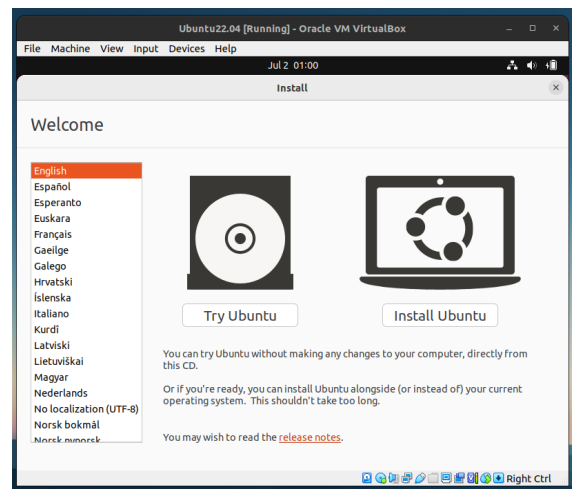 Ubuntu22.04 [Running] - Oracle VM VirtualBox
File Machine View Input Devices Help
Jul 2 01:00
Install
Welcome
English
Español
Esperanto
Euskara
Français
Gaeilge
Galego
Hrvatski
Íslenska
Italiano
Kurdî
Latviski
Lietuviškai
Magyar
Nederlands
No localization (UTF-8)
Norsk bokmål
Norsk nynorsk
Try Ubuntu
Install Ubuntu
You can try Ubuntu without making any changes to your computer, directly from
this CD.
Or if you're ready, you can install Ubuntu alongside (or instead of) your current
operating system. This shouldn't take too long.
You may wish to read the release notes.
Right Ctrl